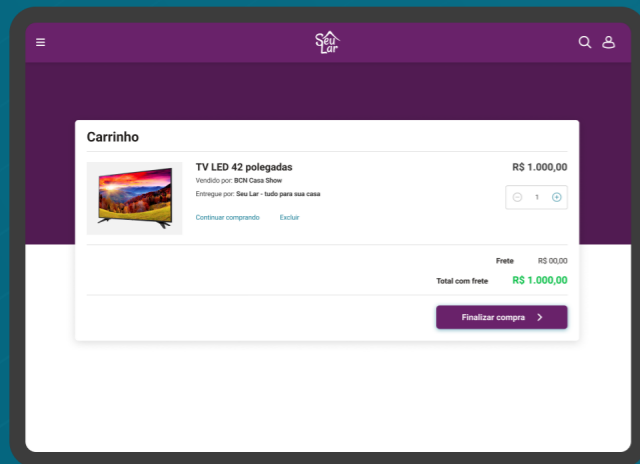 Seu
Lar
Carrinho
TV LED 42 polegadas
R$ 1.000,00
Vendido por: BCN Casa Show
Entregue por: Seu Lar - tudo para sua casa
1
Continuar comprando Excluir
Frete R$ 00,00
Total com frete R$ 1.000,00
Finalizar compra